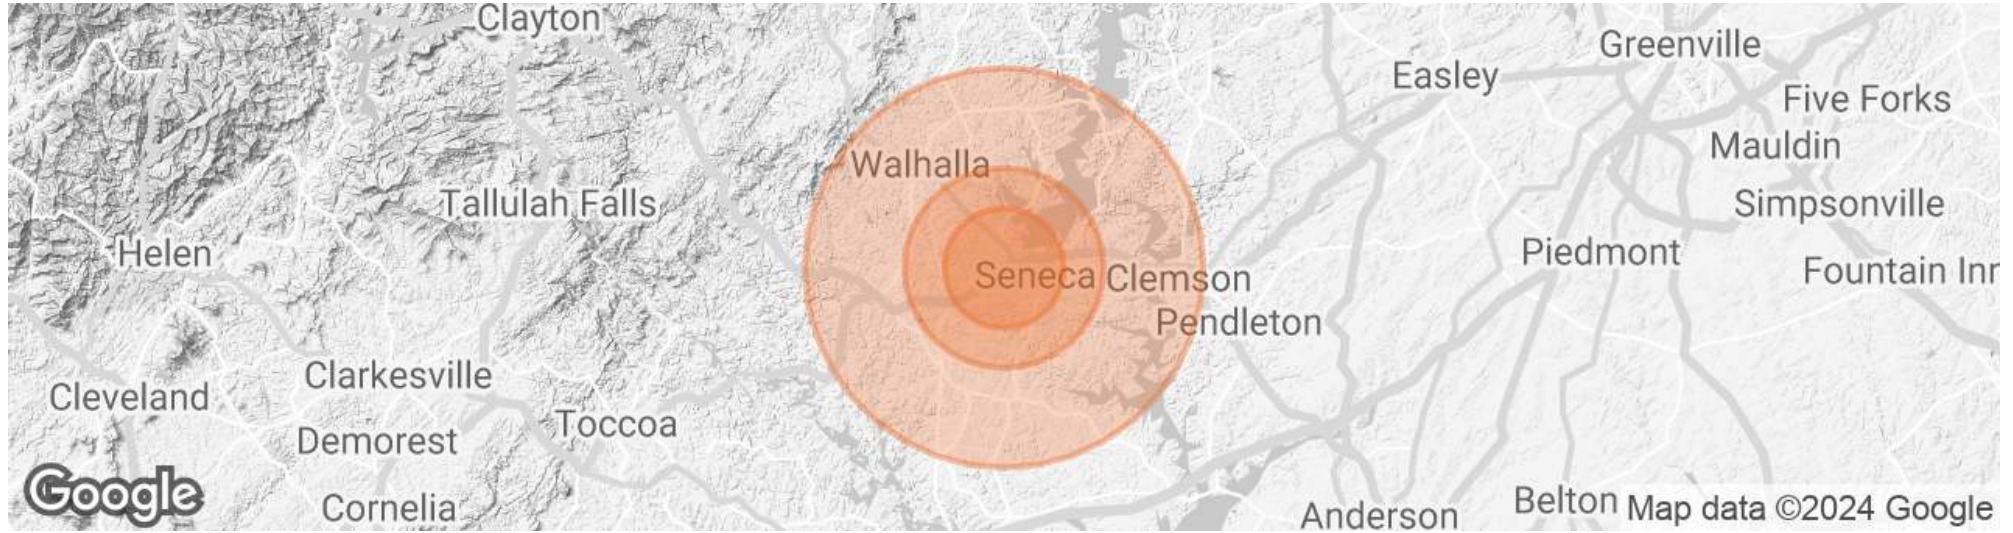 Clayton
Greenville
Easley
Five Forks
Mauldin
Walhalla
Tallulah Falls
Simpsonville
Helen
Piedmont
Seneca
Clemson
Fountain Inn
Pendleton
Clarkesville
Cleveland
Toccoa
Demorest
Google
Cornelia
Anderson
Belton
Map data ©2024 Google